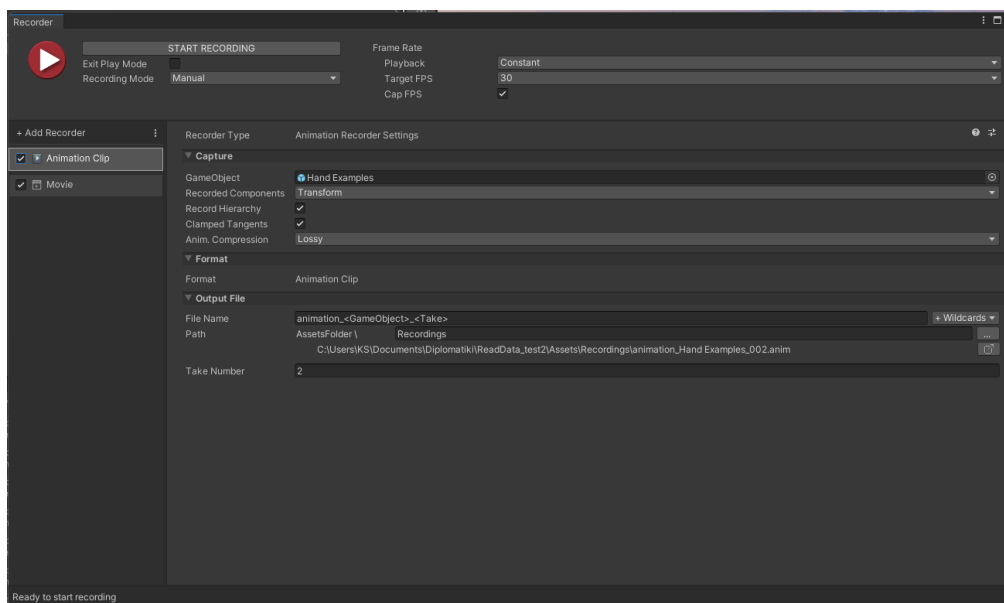 Recorder
START RECORDING
Exit Play Mode
Recording Mode Manual
Frame Rate
Playback Constant
Target FPS 30
Cap FPS
+ Add Recorder
Animation Clip
Movie
Recorder Type Animation Recorder Settings
Capture
GameObject Hand Examples
Recorded Components Transform
Record Hierarchy
Clamped Tangents
Anim. Compression Lossy
Format
Format Animation Clip
Output File
File Name animation_<GameObject>_<Take> + Wildcards
Path AssetsFolder \ Recordings ...
C:\Users\KS\Documents\Diplomatiki\ReadData_test2\Assets\Recordings\animation_Hand Examples_002.anim
Take Number 2
Ready to start recording